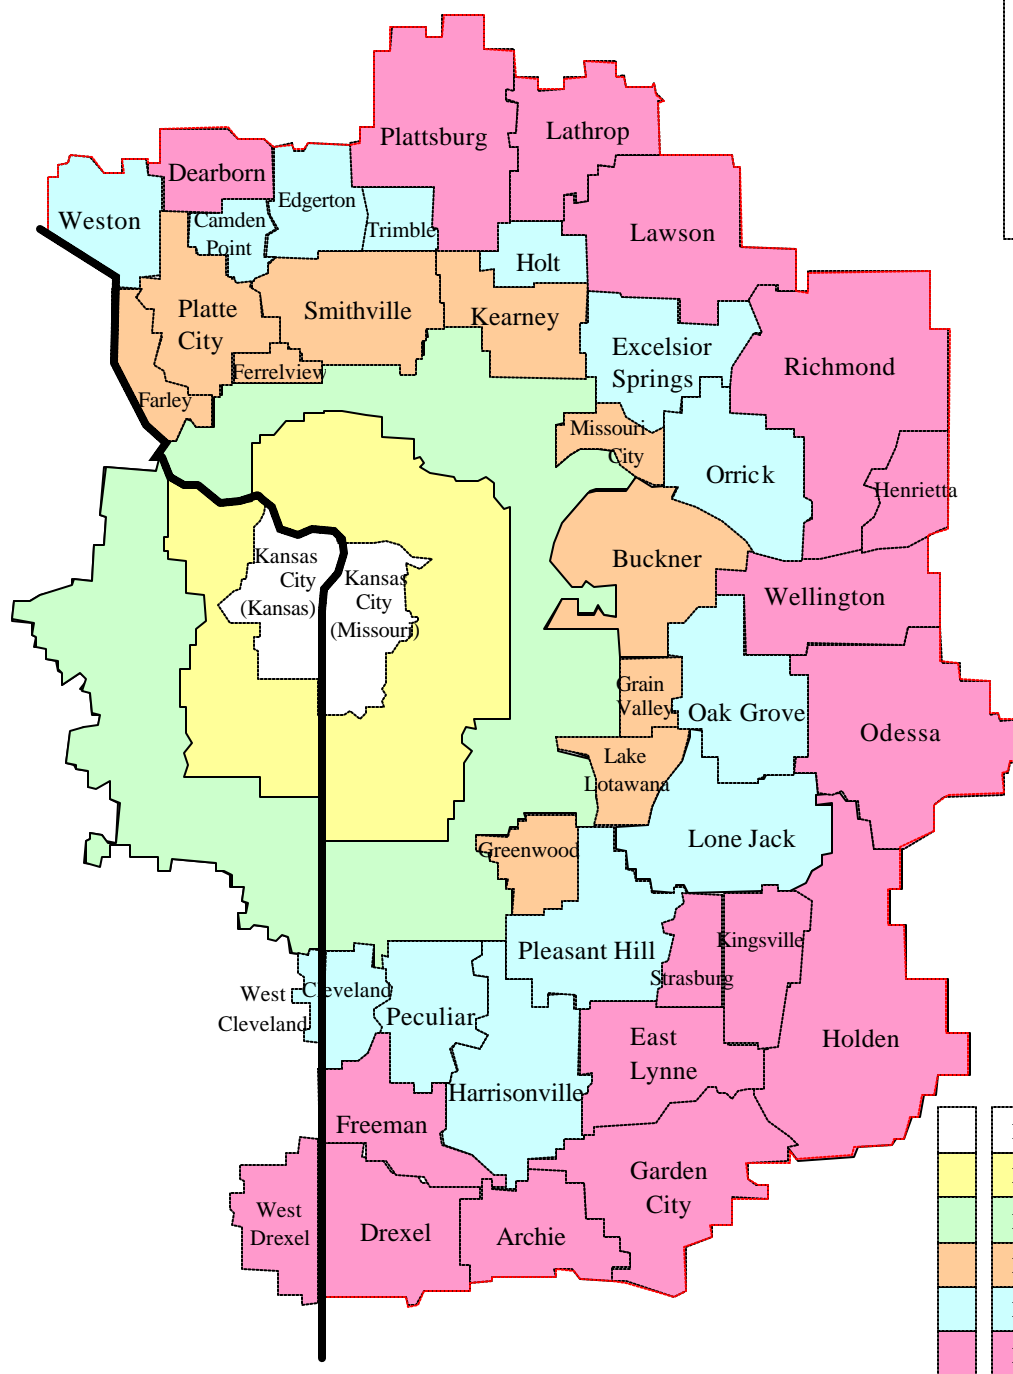 Plattsburg
Lathrop
Dearborn
Edgerton
Weston
Camden
Point
Trimble
Lawson
Holt
Platte
City
Smithville
Kearney
Excelsior
Springs
Richmond
Ferrelview
Farley
Missouri
City
Orrick
Henrietta
Kansas
City
(Kansas)
Kansas
City
(Missouri)
Buckner
Wellington
Grain
Valley
Oak Grove
Odessa
Lake
Lotawana
Lone Jack
Greenwood
Pleasant Hill
Kingsville
Strasburg
West
Cleveland
Cleveland
Peculiar
East
Lynne
Holden
Harrisonville
Freeman
Garden
City
West
Drexel
Drexel
Archie